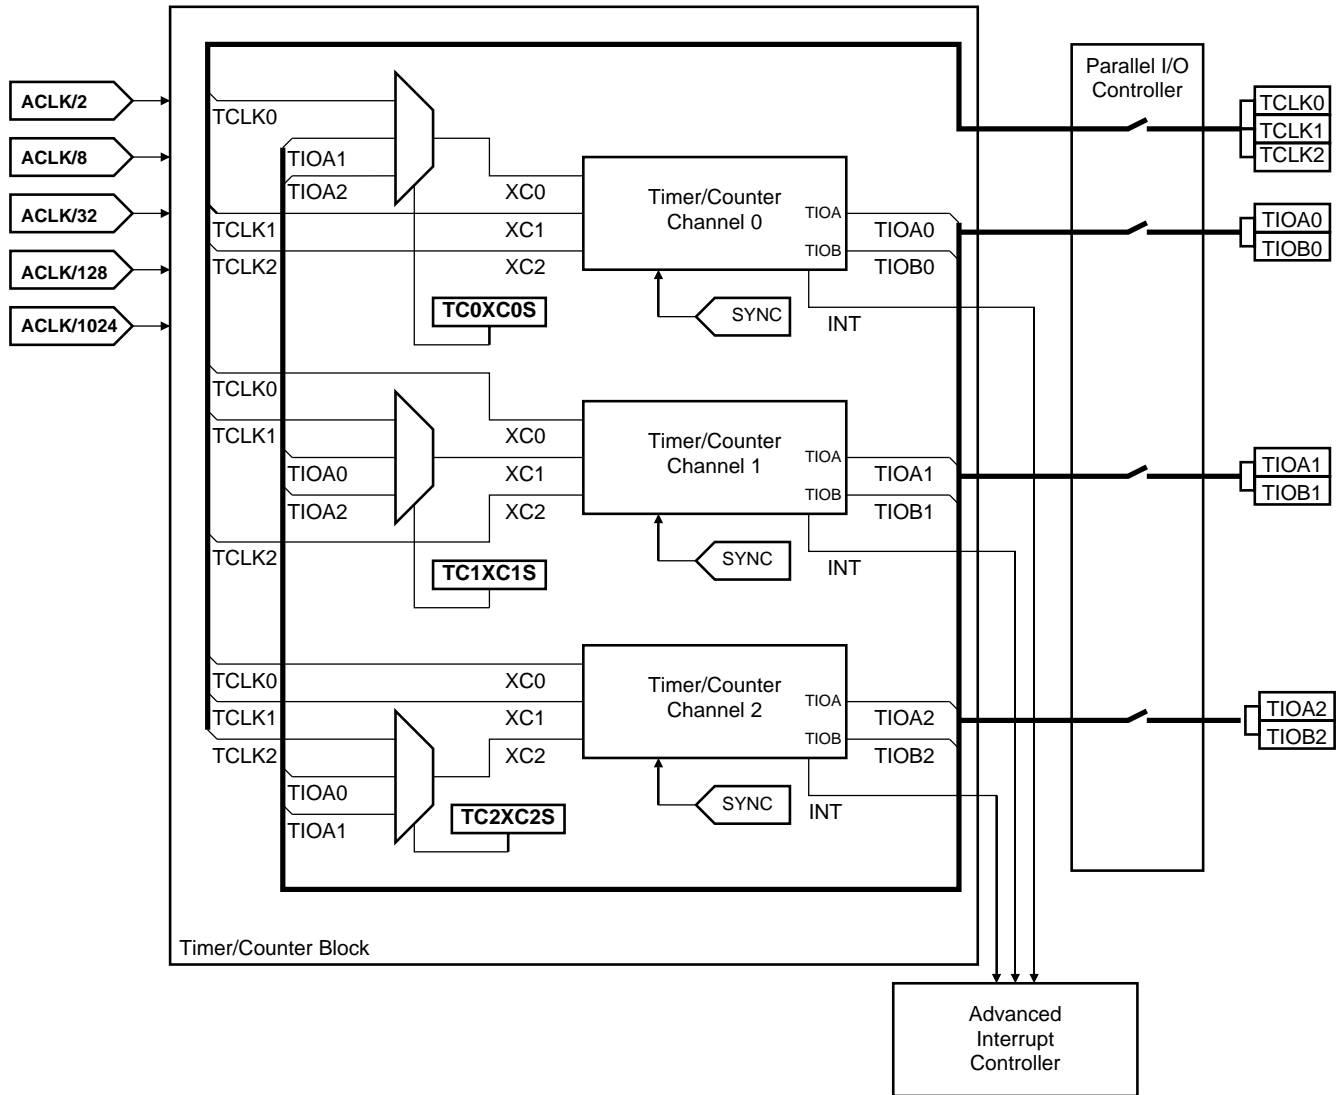 Parallel I/O
Controller
ACLK/2
ACLK/8
ACLK/32
ACLK/128
ACLK/1024
TCLK0
TIOA1
TIOA2
TCLK1
TCLK2
XC0
XC1
XC2
TC0XC0S
Timer/Counter
Channel 0
TIOA
TIOB
TIOA0
TIOB0
SYNC
INT
TCLK0
TCLK1
TCLK2
TIOA0
TIOB0
TCLK0
TCLK1
TIOA0
TIOA2
TCLK2
XC0
XC1
XC2
TC1XC1S
Timer/Counter
Channel 1
TIOA
TIOB
TIOA1
TIOB1
SYNC
INT
TIOA1
TIOB1
TCLK0
TCLK1
TCLK2
TIOA0
TIOA1
XC0
XC1
XC2
TC2XC2S
Timer/Counter
Channel 2
TIOA
TIOB
TIOA2
TIOB2
SYNC
INT
TIOA2
TIOB2
Timer/Counter Block
Advanced
Interrupt
Controller